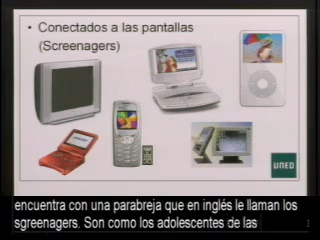 • Conectados a las pantallas
(Screenagers)
UNED
encuentra con una parabreja que en inglés le llaman los
sgreenagers. Son como los adolescentes de las